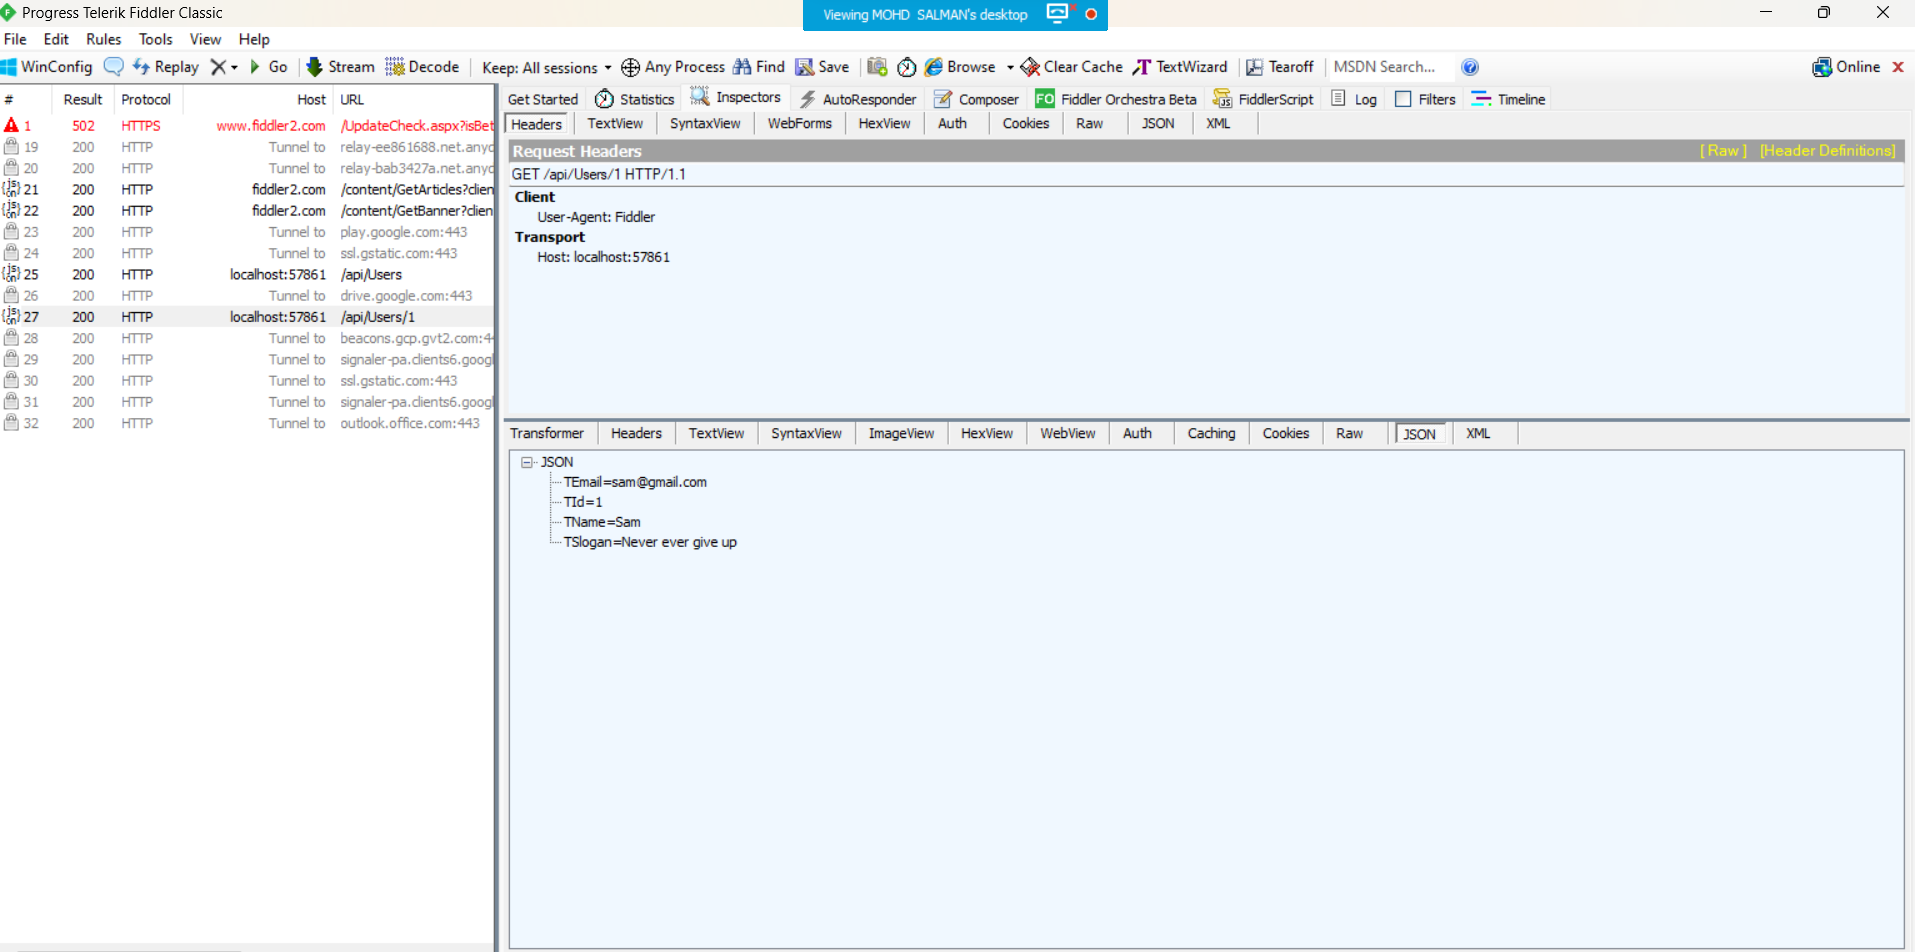 Progress Telerik Fiddler Classic
Viewing MOHD SALMAN's desktop
File Edit Rules Tools View Help
WinConfig Replay Go Stream Decode Keep: All sessions Any Process Find Save Browse Clear Cache TextWizard Tearoff MSDN Search... Online
# Result Protocol Host URL
1 502 HTTPS www.fiddler2.com /UpdateCheck.aspx?isBet
19 200 HTTP Tunnel to relay-ee861688.net.anyd
20 200 HTTP Tunnel to relay-bab3427a.net.anyd
21 200 HTTP fiddler2.com /content/GetArticles?clien
22 200 HTTP fiddler2.com /content/GetBanner?clien
23 200 HTTP Tunnel to play.google.com:443
24 200 HTTP Tunnel to ssl.gstatic.com:443
25 200 HTTP localhost:57861 /api/Users
26 200 HTTP Tunnel to drive.google.com:443
27 200 HTTP localhost:57861 /api/Users/1
28 200 HTTP Tunnel to beacons.gcp.gvt2.com:4
29 200 HTTP Tunnel to signaler-pa.clients6.googl
30 200 HTTP Tunnel to ssl.gstatic.com:443
31 200 HTTP Tunnel to signaler-pa.clients6.googl
32 200 HTTP Tunnel to outlook.office.com:443
Get Started Statistics Inspectors AutoResponder Composer FO Fiddler Orchestra Beta FiddlerScript Log Filters Timeline
Headers TextView SyntaxView WebForms HexView Auth Cookies Raw JSON XML
Request Headers [ Raw ] [Header Definitions]
GET /api/Users/1 HTTP/1.1
Client
User-Agent: Fiddler
Transport
Host: localhost:57861
Transformer Headers TextView SyntaxView ImageView HexView WebView Auth Caching Cookies Raw JSON XML
JSON
TEmail=sam@gmail.com
TId=1
TName=Sam
TSlogan=Never ever give up